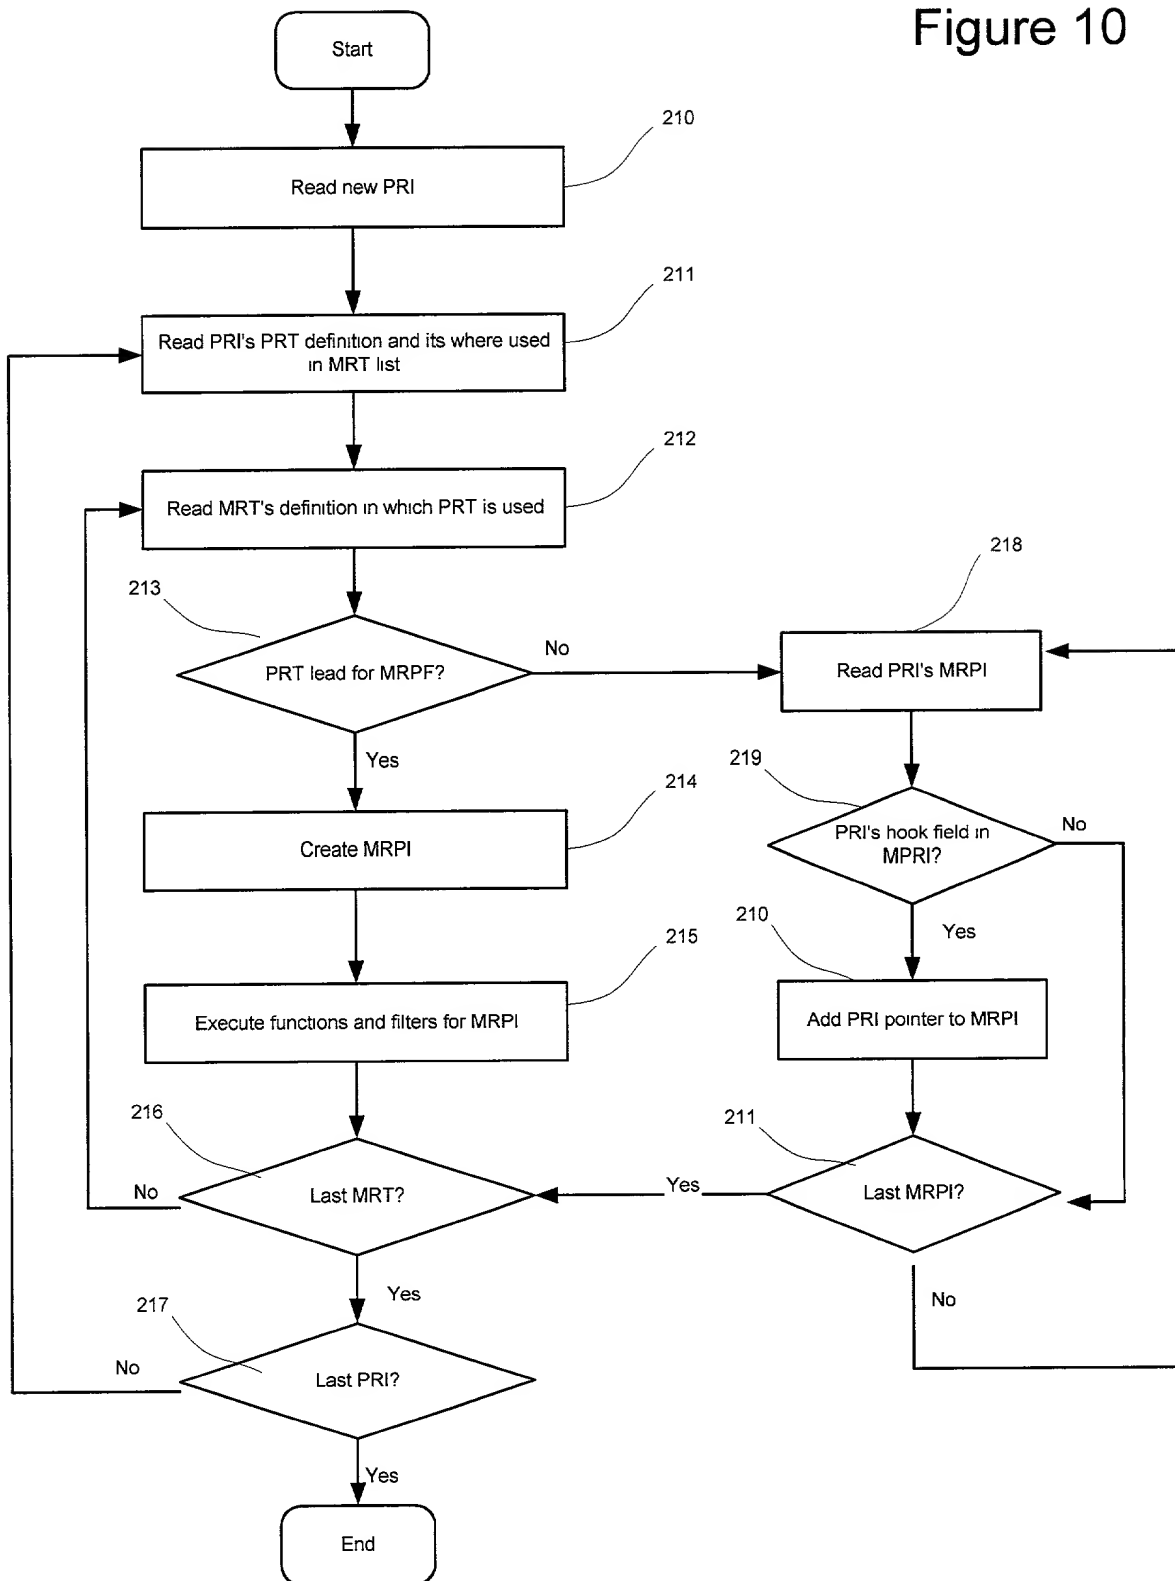 Figure 10
Start
210
Read new PRI
211
Read PRI's PRT definition and its where used
in MRT list
212
Read MRT's definition in which PRT is used
213
PRT lead for MRPF?
No
Yes
218
Read PRI's MRPI
214
Create MRPI
219
PRI's hook field in
MPRI?
No
Yes
215
Execute functions and filters for MRPI
210
Add PRI pointer to MRPI
216
Last MRT?
No
Yes
211
Last MRPI?
Yes
No
217
Last PRI?
No
Yes
End